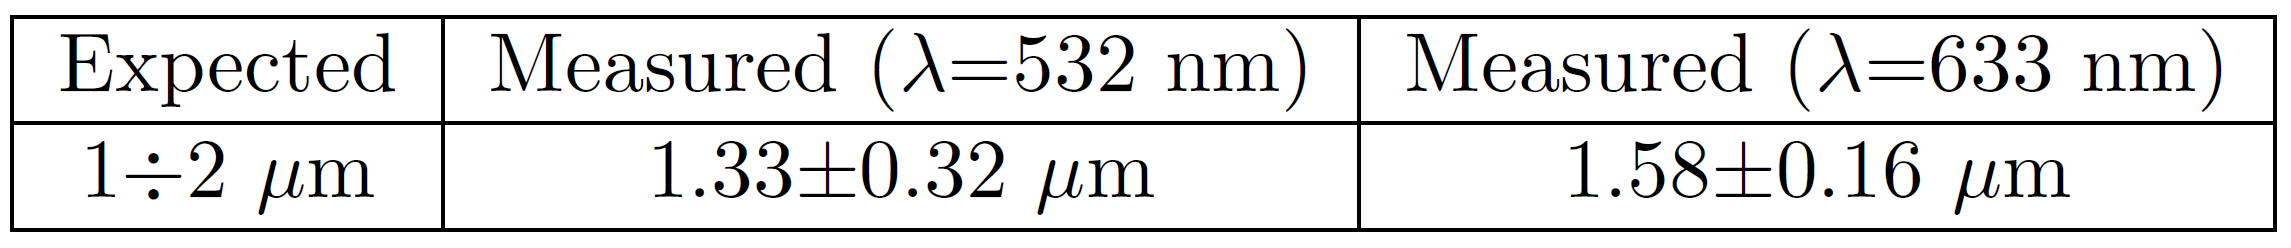 Expected Measured (λ=532 nm) Measured (λ=633 nm)
1÷2 μm 1.33±0.32 μm 1.58±0.16 μm